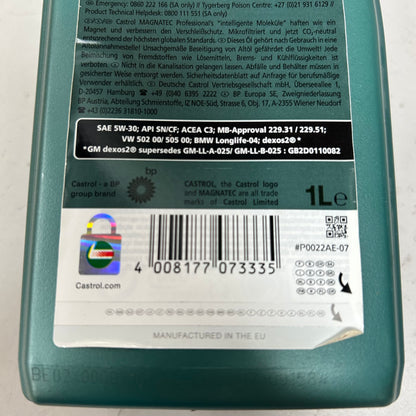 Emergency: 0860 222 166 (SA only) // Tygerberg Poison Centre: +27 (0)21 931 6129 //
Product Technical Helpdesk: 0800 111 551 (SA only)
Castrol MAGNATEC Professional's "intelligente Moleküle" haften wie ein
Magnet und verbessern den Verschleißschutz. Mikrofiltriert und jetzt CO₂-neutral
entsprechend der höchsten globalen Standards. Dieses Öl gehört nach Gebrauch in eine
Altölannahmestelle! Unsachgemäße Beseitigung von Altöl gefährdet die Umwelt! Jede
Beimischung von Fremdstoffen wie Lösemitteln, Brems- und Kühlflüssigkeiten ist
verboten. Nicht in die Kanalisation gelangen lassen. Abfälle und Behälter müssen in
gesicherter Weise beseitigt werden. Sicherheitsdatenblatt auf Anfrage für berufsmäßige
Verwender erhältlich. Deutsche Castrol Vertriebsgesellschaft mbH, Überseeallee 1,
D-20457 Hamburg +49 (0)40 6395 2222 BP Europa SE, Zweigniederlassung
BP Austria, Abteilung Schmierstoffe, IZ NOE-Süd, Strasse 6, Obj. 17, A-2355 Wiener Neudorf
+43 (0)2236 31810-1000
SAE 5W-30; API SN/CF; ACEA C3; MB-Approval 229.31 / 229.51;
VW 502 00/ 505 00; BMW Longlife-04; dexos2®*
*GM dexos2® supersedes GM-LL-A-025/ GM-LL-B-025 : GB2D0110082
bp
Castrol - a BP
group brand
CASTROL, the Castrol logo
and MAGNATEC are all trade
marks of Castrol Limited
1L e
#P0022AE-07
4 008177 073335
Castrol
Castrol.com
MANUFACTURED IN THE EU